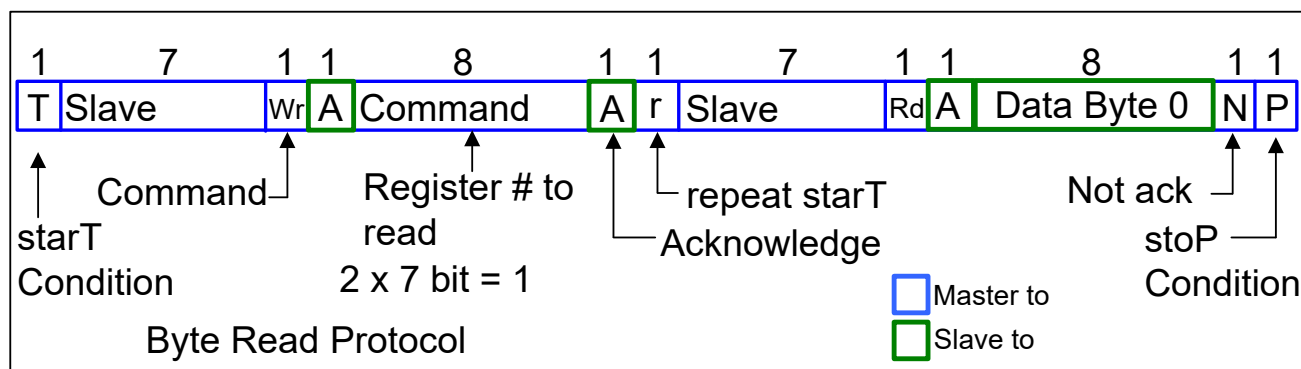 1 7 1 1 8 1 1 7 1 1 8 1 1
T Slave Wr A Command A r Slave Rd A Data Byte 0 N P
Command
Register # to
read
2 x 7 bit = 1
repeat starT
Acknowledge
Not ack
starT
Condition
stoP
Condition
Master to
Slave to
Byte Read Protocol